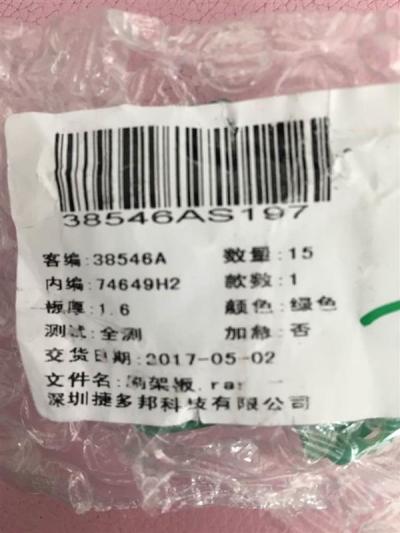 38546AS197
客编:38546A 数量:15
内编:74649H2 款数:1
板厚:1.6 颜色:绿色
测试:全测 加急:否
交货日期:2017-05-02
文件名:架板.rar
深圳捷多邦科技有限公司